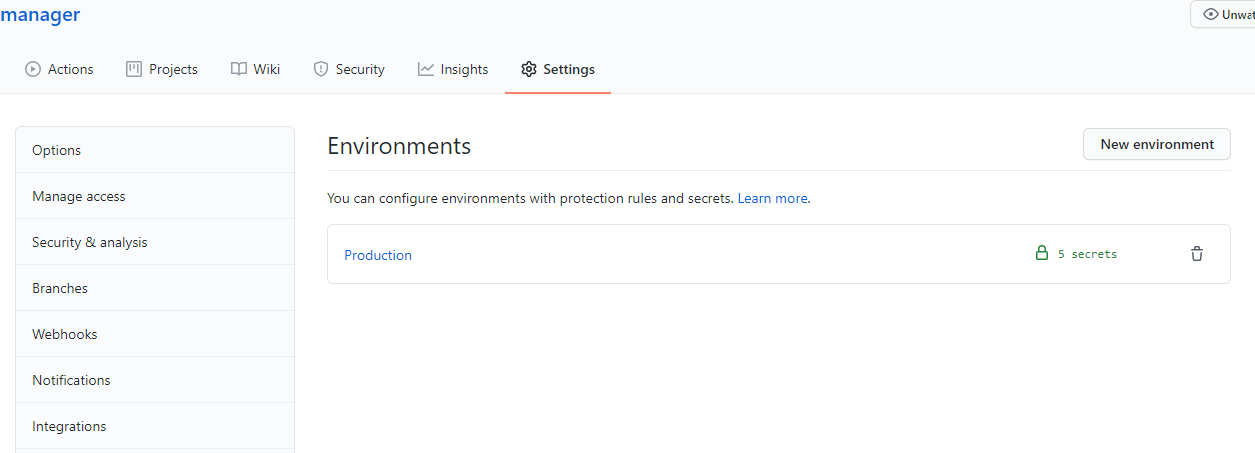 manager
Unwat
Actions Projects Wiki Security Insights Settings
Options
Manage access
Security & analysis
Branches
Webhooks
Notifications
Integrations
Environments
New environment
You can configure environments with protection rules and secrets. Learn more.
Production 5 secrets